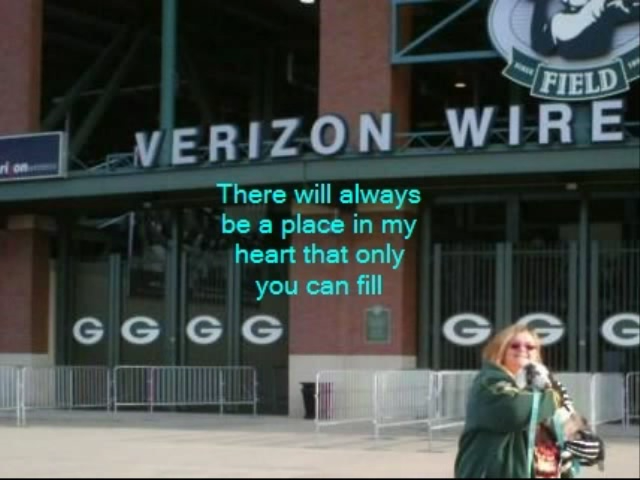 FIELD
VERIZON WIRE
There will always
be a place in my
heart that only
you can fill
G G G G G G G